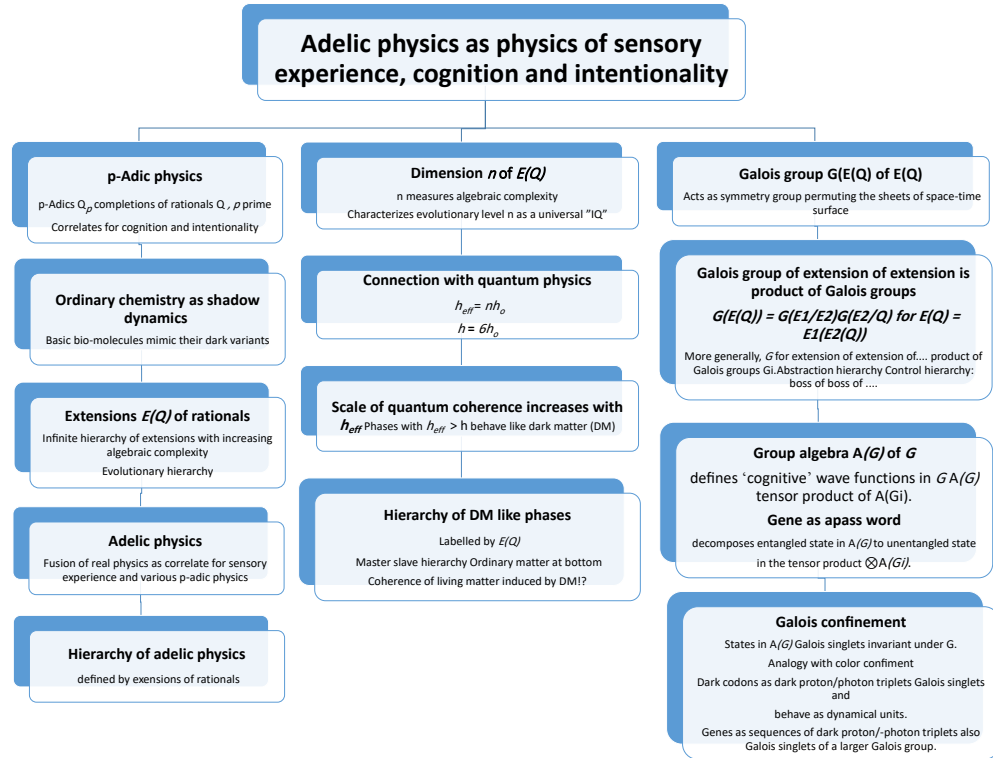 Adelic physics as physics of sensory
experience, cognition and intentionality
p-Adic physics
p-Adics Qp completions of rationals Q , p prime
Correlates for cognition and intentionality
Ordinary chemistry as shadow
dynamics
Basic bio-molecules mimic their dark variants
Extensions E(Q) of rationals
Infinite hierarchy of extensions with increasing
algebraic complexity
Evolutionary hierarchy
Adelic physics
Fusion of real physics as correlate for sensory
experience and various p-adic physics
Hierarchy of adelic physics
defined by exensions of rationals
Dimension n of E(Q)
n measures algebraic complexity
Characterizes evolutionary level n as a universal ”IQ”
Connection with quantum physics
heff = nho
h = 6ho
Scale of quantum coherence increases with
heff Phases with heff > h behave like dark matter (DM)
Hierarchy of DM like phases
Labelled by E(Q)
Master slave hierarchy Ordinary matter at bottom
Coherence of living matter induced by DM!?
Galois group G(E(Q) of E(Q)
Acts as symmetry group permuting the sheets of space-time
surface
Galois group of extension of extension is
product of Galois groups
G(E(Q)) = G(E1/E2)G(E2/Q) for E(Q) =
E1(E2(Q))
More generally, G for extension of extension of.... product of
Galois groups Gi.Abstraction hierarchy Control hierarchy:
boss of boss of ....
Group algebra A(G) of G
defines ‘cognitive’ wave functions in G A(G)
tensor product of A(Gi).
Gene as apass word
decomposes entangled state in A(G) to unentangled state
in the tensor product ⊗A(Gi).
Galois confinement
States in A(G) Galois singlets invariant under G.
Analogy with color confiment
Dark codons as dark proton/photon triplets Galois singlets
and
behave as dynamical units.
Genes as sequences of dark proton/-photon triplets also
Galois singlets of a larger Galois group.